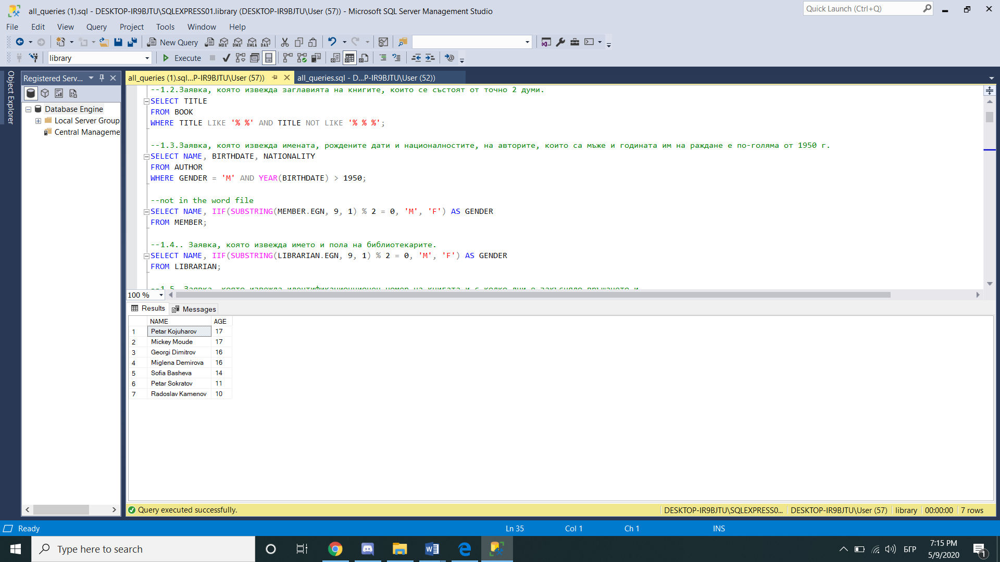 all_queries (1).sql - DESKTOP-IR9BJTU\SQLEXPRESS01.library (DESKTOP-IR9BJTU\User (57)) - Microsoft SQL Server Management Studio
Quick Launch (Ctrl+Q)
File Edit View Query Project Tools Window Help
New Query MDX DMX XMLA DAX
library Execute
Object Explorer
Registered Serv...
all_queries (1).sql...P-IR9BJTU\User (57)) all_queries.sql - D...P-IR9BJTU\User (52))
Database Engine
Local Server Group
Central Manageme
--1.2.Заявка, която извежда заглавията на книгите, които се състоят от точно 2 думи.
SELECT TITLE
FROM BOOK
WHERE TITLE LIKE '% %' AND TITLE NOT LIKE '% % %';
--1.3.Заявка, която извежда имената, рождените дати и националностите, на авторите, които са мъже и годината им на раждане е по-голяма от 1950 г.
SELECT NAME, BIRTHDATE, NATIONALITY
FROM AUTHOR
WHERE GENDER = 'M' AND YEAR(BIRTHDATE) > 1950;
--not in the word file
SELECT NAME, IIF(SUBSTRING(MEMBER.EGN, 9, 1) % 2 = 0, 'M', 'F') AS GENDER
FROM MEMBER;
--1.4.. Заявка, която извежда името и пола на библиотекарите.
SELECT NAME, IIF(SUBSTRING(LIBRARIAN.EGN, 9, 1) % 2 = 0, 'M', 'F') AS GENDER
FROM LIBRARIAN;
100 %
Results Messages
NAME AGE
1 Petar Kojuharov 17
2 Mickey Moude 17
3 Georgi Dimitrov 16
4 Miglena Demirova 16
5 Sofia Basheva 14
6 Petar Sokratov 11
7 Radoslav Kamenov 10
Query executed successfully. DESKTOP-IR9BJTU\SQLEXPRESS0... DESKTOP-IR9BJTU\User (57) library 00:00:00 7 rows
Ready Ln 35 Col 1 Ch 1 INS
Type here to search
БГР
7:15 PM
5/9/2020
1